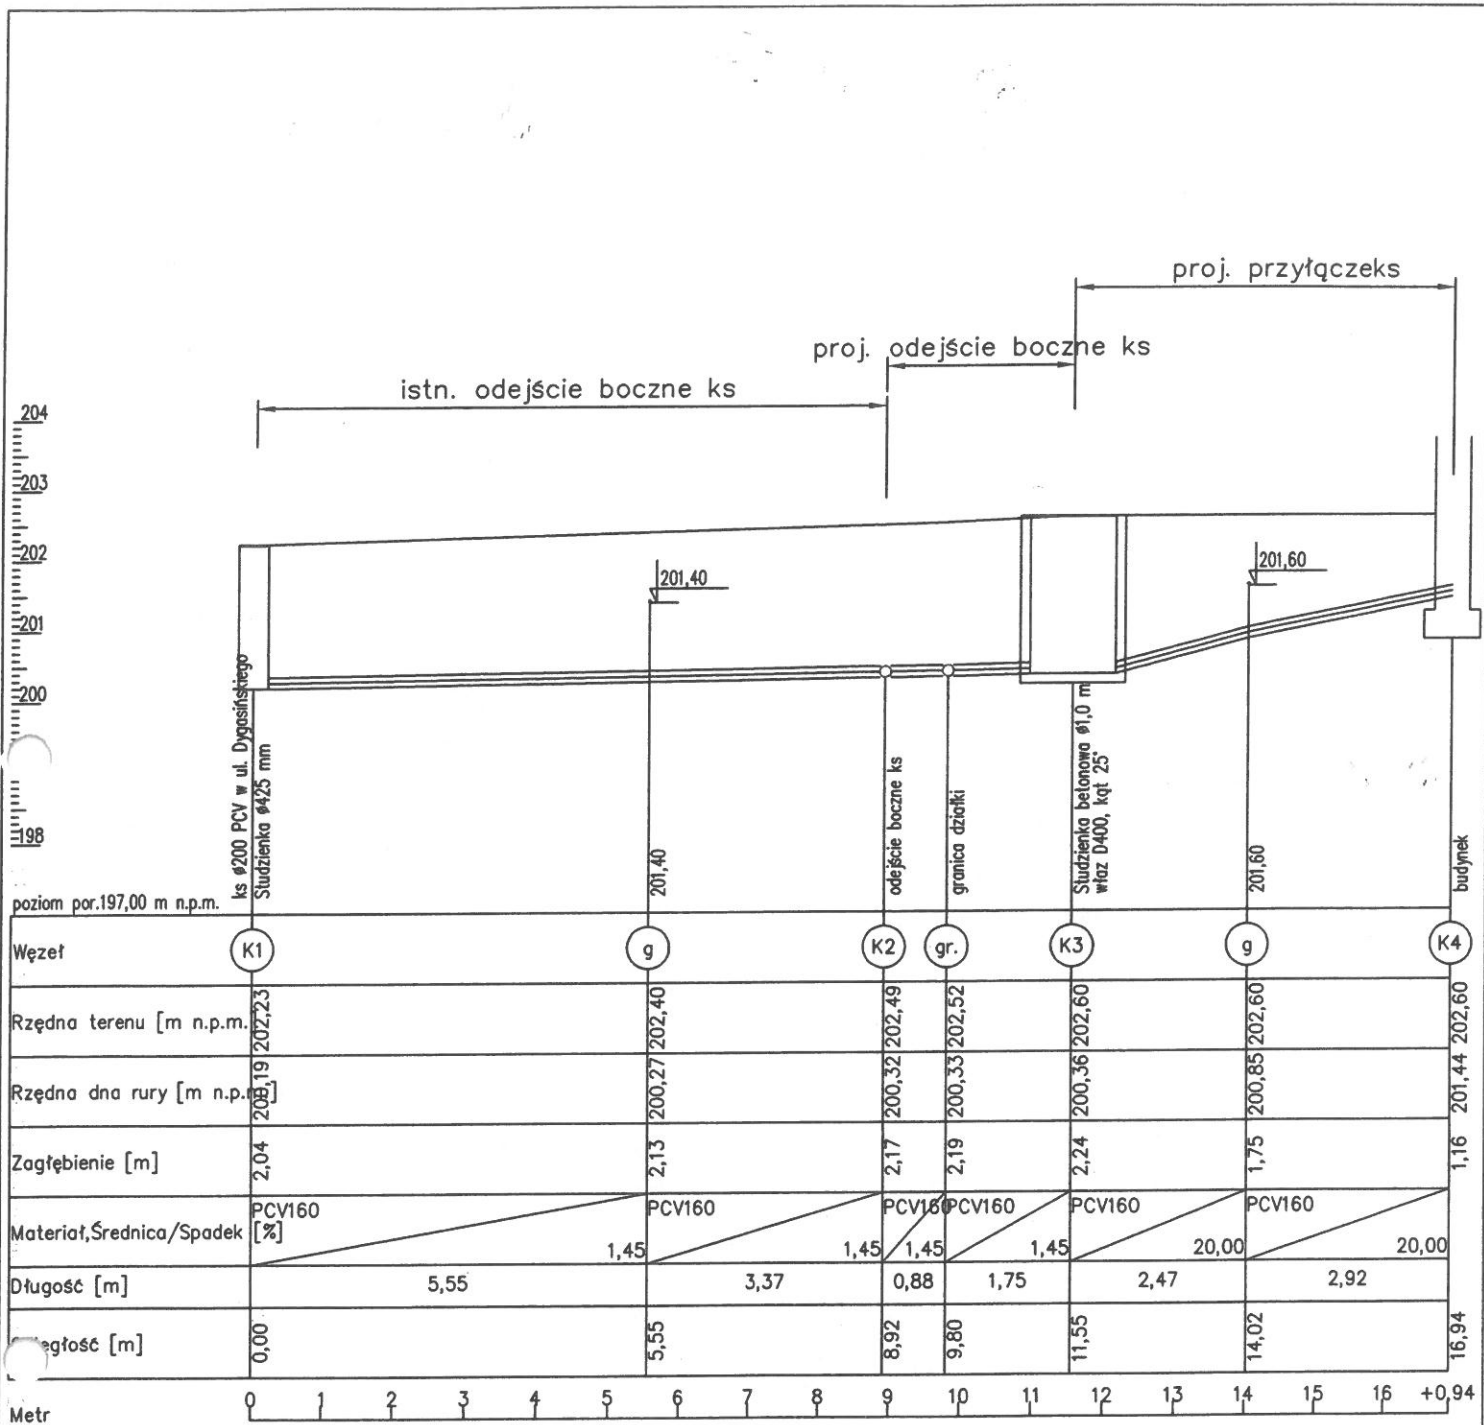 proj. przyłączeks
proj. odejście boczne ks
istn. odejście boczne ks
204
203
202
201
200
198
201,40
201,60
ks ø200 PCV w ul. Dygasińskiego
Studzienka ø425 mm
201,40
odejście boczne ks
granica działki
Studzienka betonowa ø1,0 m
właz D400, kąt 25°
201,60
budynek
poziom por.197,00 m n.p.m.
Węzeł K1 g K2 gr. K3 g K4
Rzędna terenu [m n.p.m.] 202,23 202,40 202,49 202,52 202,60 202,60 202,60
Rzędna dna rury [m n.p.m.] 200,19 200,27 200,32 200,33 200,36 200,85 201,44
Zagłębienie [m] 2,04 2,13 2,17 2,19 2,24 1,75 1,16
Materiał,Średnica/Spadek [%]
PCV160 PCV160 PCV160 PCV160 PCV160 PCV160
1,45 1,45 1,45 1,45 20,00 20,00
Długość [m] 5,55 3,37 0,88 1,75 2,47 2,92
egłość [m] 0,00 5,55 8,92 9,80 11,55 14,02 16,94
Metr 0 1 2 3 4 5 6 7 8 9 10 11 12 13 14 15 16 +0,94